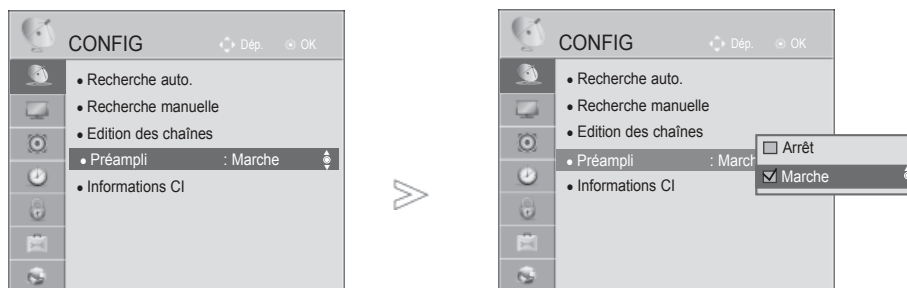 CONFIG Dép. OK
• Recherche auto.
• Recherche manuelle
• Edition des chaînes
• Préampli : Marche
• Informations CI
CONFIG Dép. OK
• Recherche auto.
• Recherche manuelle
• Edition des chaînes
• Préampli : March
• Informations CI
Arrêt
Marche